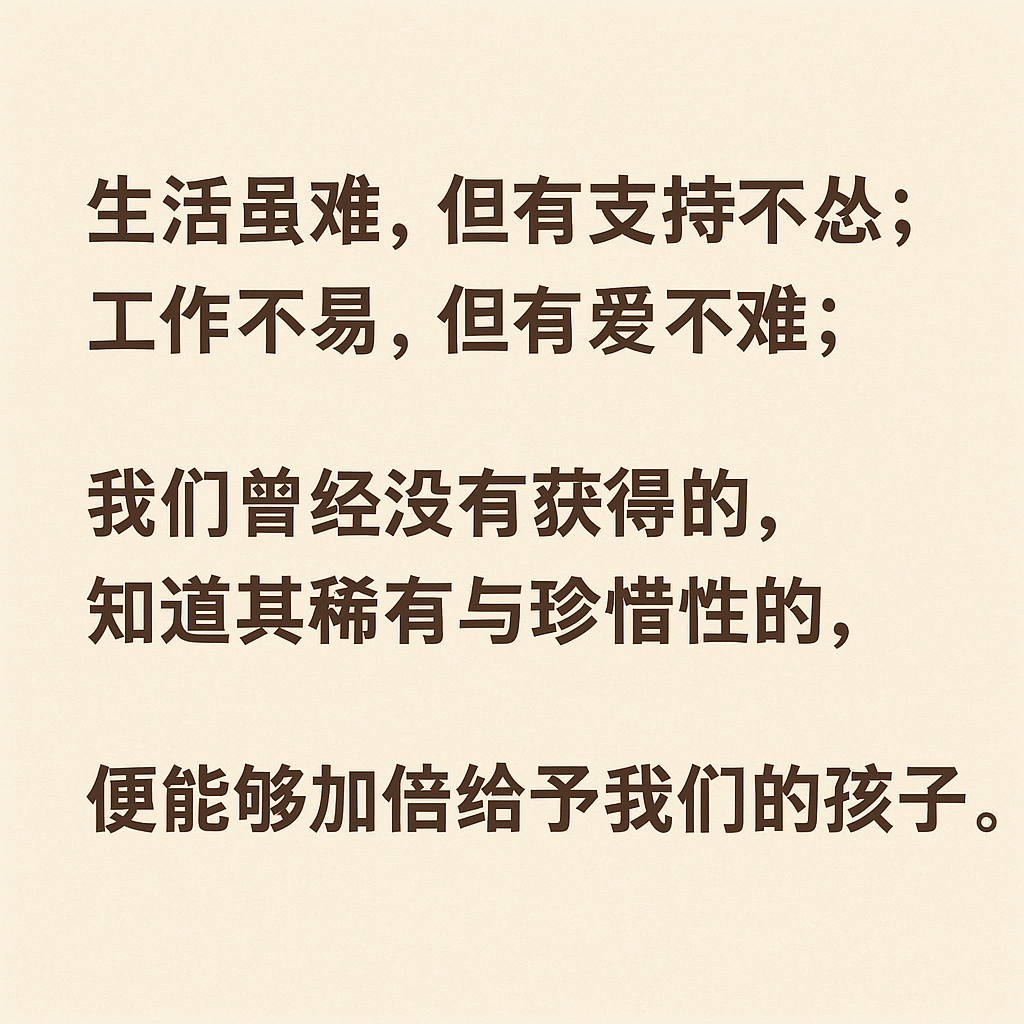 生活虽难，但有支持不怂；
工作不易，但有爱不难；
我们曾经没有获得的，
知道其稀有与珍惜性的，
便能够加倍给予我们的孩子。